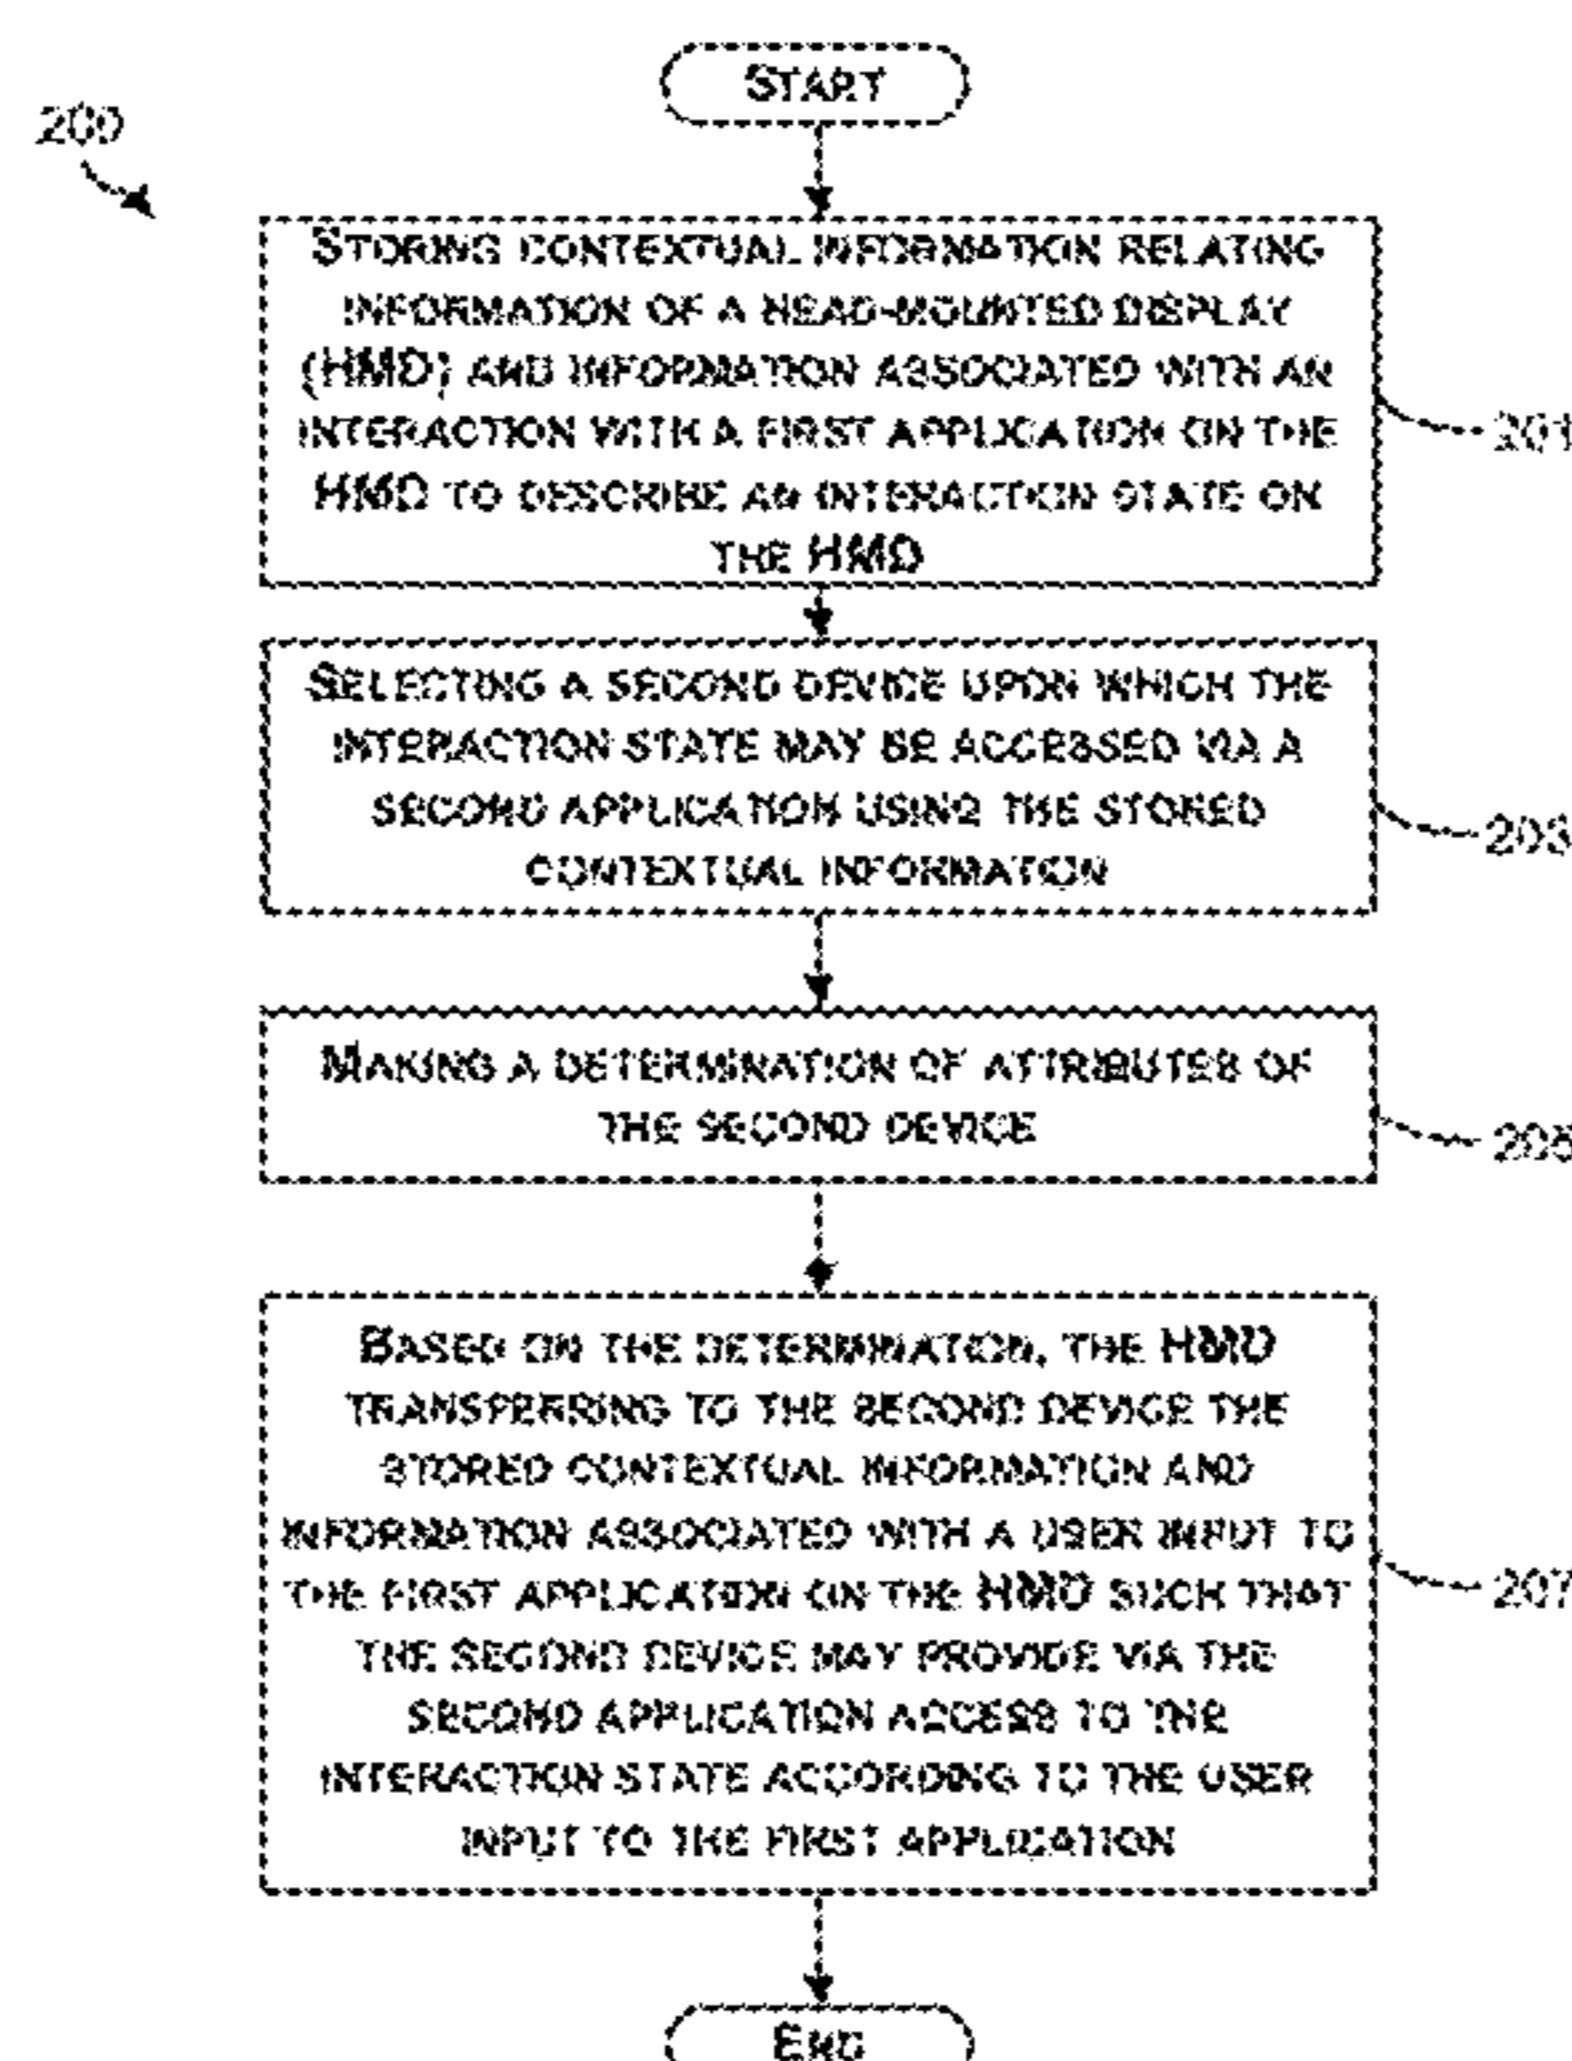 START
200
STORING CONTEXTUAL INFORMATION RELATING
INFORMATION OF A HEAD-MOUNTED DISPLAY
(HMD) AND INFORMATION ASSOCIATED WITH AN
INTERACTION WITH A FIRST APPLICATION ON THE
HMD TO DESCRIBE AN INTERACTION STATE ON
THE HMD
201
SELECTING A SECOND DEVICE UPON WHICH THE
INTERACTION STATE MAY BE ACCESSED VIA A
SECOND APPLICATION USING THE STORED
CONTEXTUAL INFORMATION
203
MAKING A DETERMINATION OF ATTRIBUTES OF
THE SECOND DEVICE
205
BASED ON THE DETERMINATION, THE HMD
TRANSFERRING TO THE SECOND DEVICE THE
STORED CONTEXTUAL INFORMATION AND
INFORMATION ASSOCIATED WITH A USER INPUT TO
THE FIRST APPLICATION ON THE HMD SUCH THAT
THE SECOND DEVICE MAY PROVIDE VIA THE
SECOND APPLICATION ACCESS TO THE
INTERACTION STATE ACCORDING TO THE USER
INPUT TO THE FIRST APPLICATION
207
END